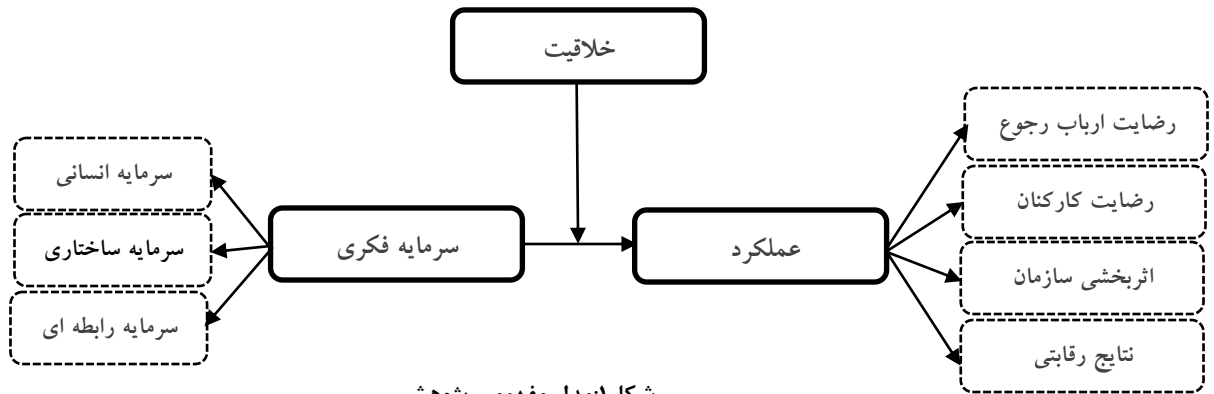 خلاقیت
رضایت ارباب رجوع
رضایت کارکنان
اثربخشی سازمان
نتایج رقابتی
عملکرد
سرمایه فکری
سرمایه انسانی
سرمایه ساختاری
سرمایه رابطه ای